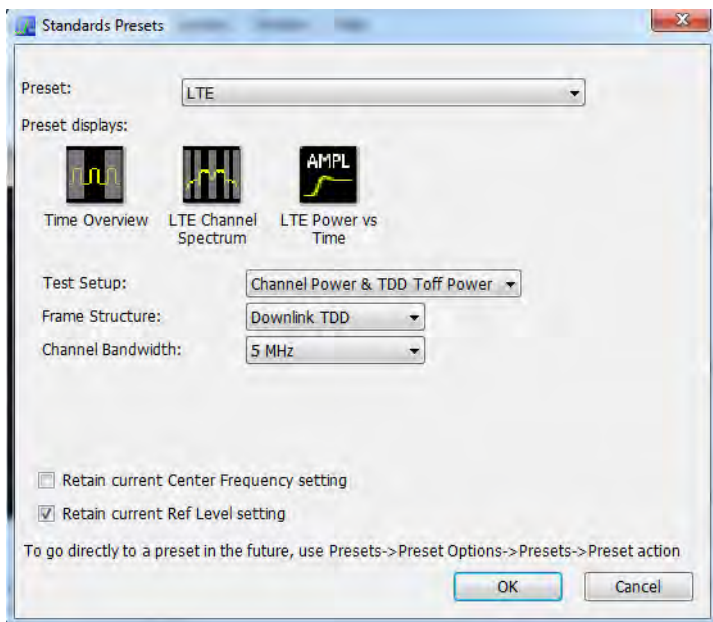 Standards Presets
Preset:
LTE
Preset displays:
AMPL
Time Overview
LTE Channel
Spectrum
LTE Power vs
Time
Test Setup:
Channel Power & TDD Toff Power
Frame Structure:
Downlink TDD
Channel Bandwidth:
5 MHz
Retain current Center Frequency setting
Retain current Ref Level setting
To go directly to a preset in the future, use Presets->Preset Options->Presets->Preset action
OK
Cancel